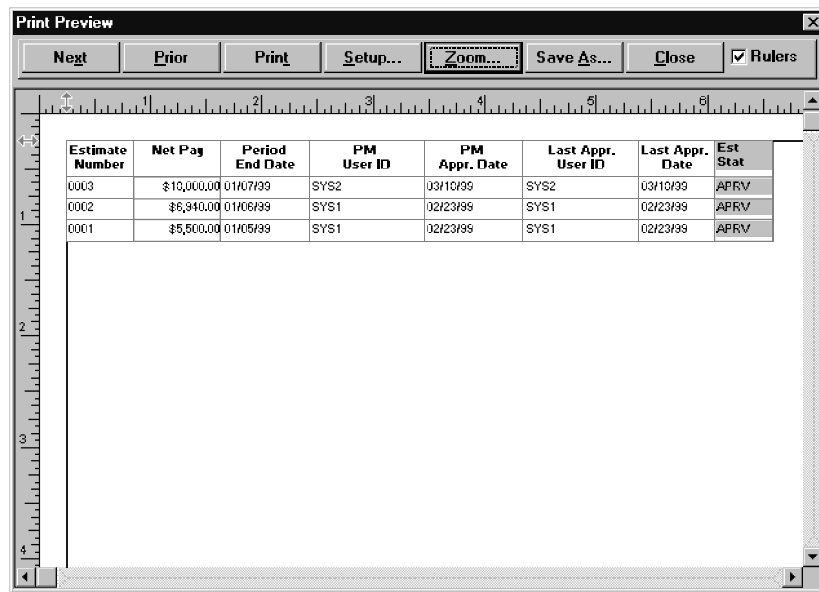 Print Preview
Next Prior Print Setup... Zoom... Save As... Close Rulers
1 2 3 4 5 6
Estimate Number Net Pay Period End Date PM User ID PM Appr. Date Last Appr. User ID Last Appr. Date Est Stat
0003 $10,000.00 01/07/99 SYS2 03/10/99 SYS2 03/10/99 APRV
0002 $6,940.00 01/06/99 SYS1 02/23/99 SYS1 02/23/99 APRV
0001 $5,500.00 01/05/99 SYS1 02/23/99 SYS1 02/23/99 APRV
1
2
3
4